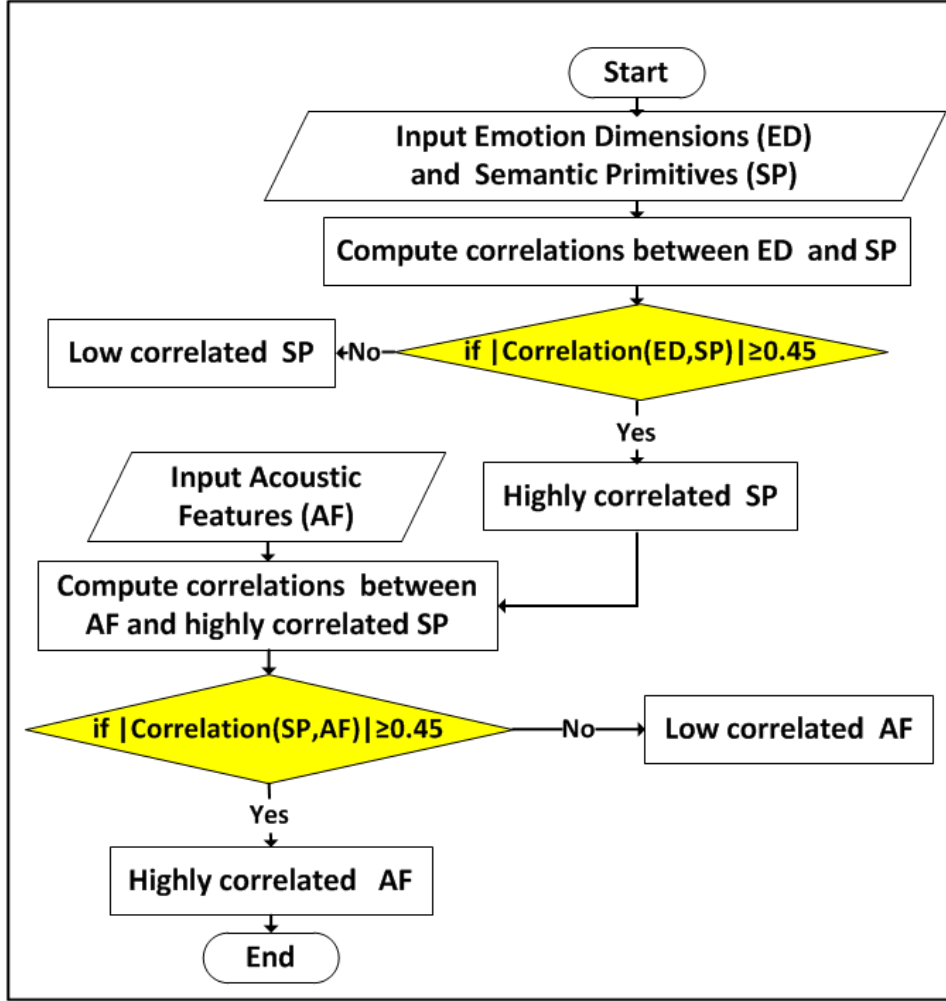 Start
Input Emotion Dimensions (ED)
and Semantic Primitives (SP)
Compute correlations between ED and SP
if |Correlation(ED,SP)|≥0.45
No
Low correlated SP
Yes
Highly correlated SP
Input Acoustic
Features (AF)
Compute correlations between
AF and highly correlated SP
if |Correlation(SP,AF)|≥0.45
No
Low correlated AF
Yes
Highly correlated AF
End